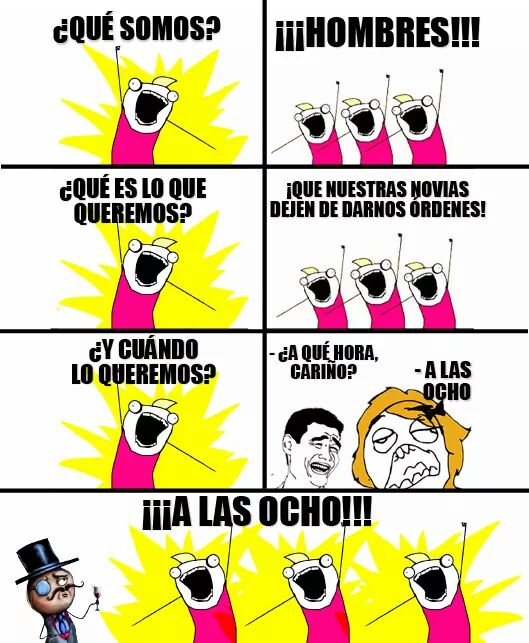 ¿QUÉ SOMOS?
¡¡¡HOMBRES!!!
¿QUÉ ES LO QUE
QUEREMOS?
¡QUE NUESTRAS NOVIAS
DEJEN DE DARNOS ÓRDENES!
¿Y CUÁNDO
LO QUEREMOS?
- ¿A QUÉ HORA,
CARIÑO?
- A LAS
OCHO
¡¡¡A LAS OCHO!!!